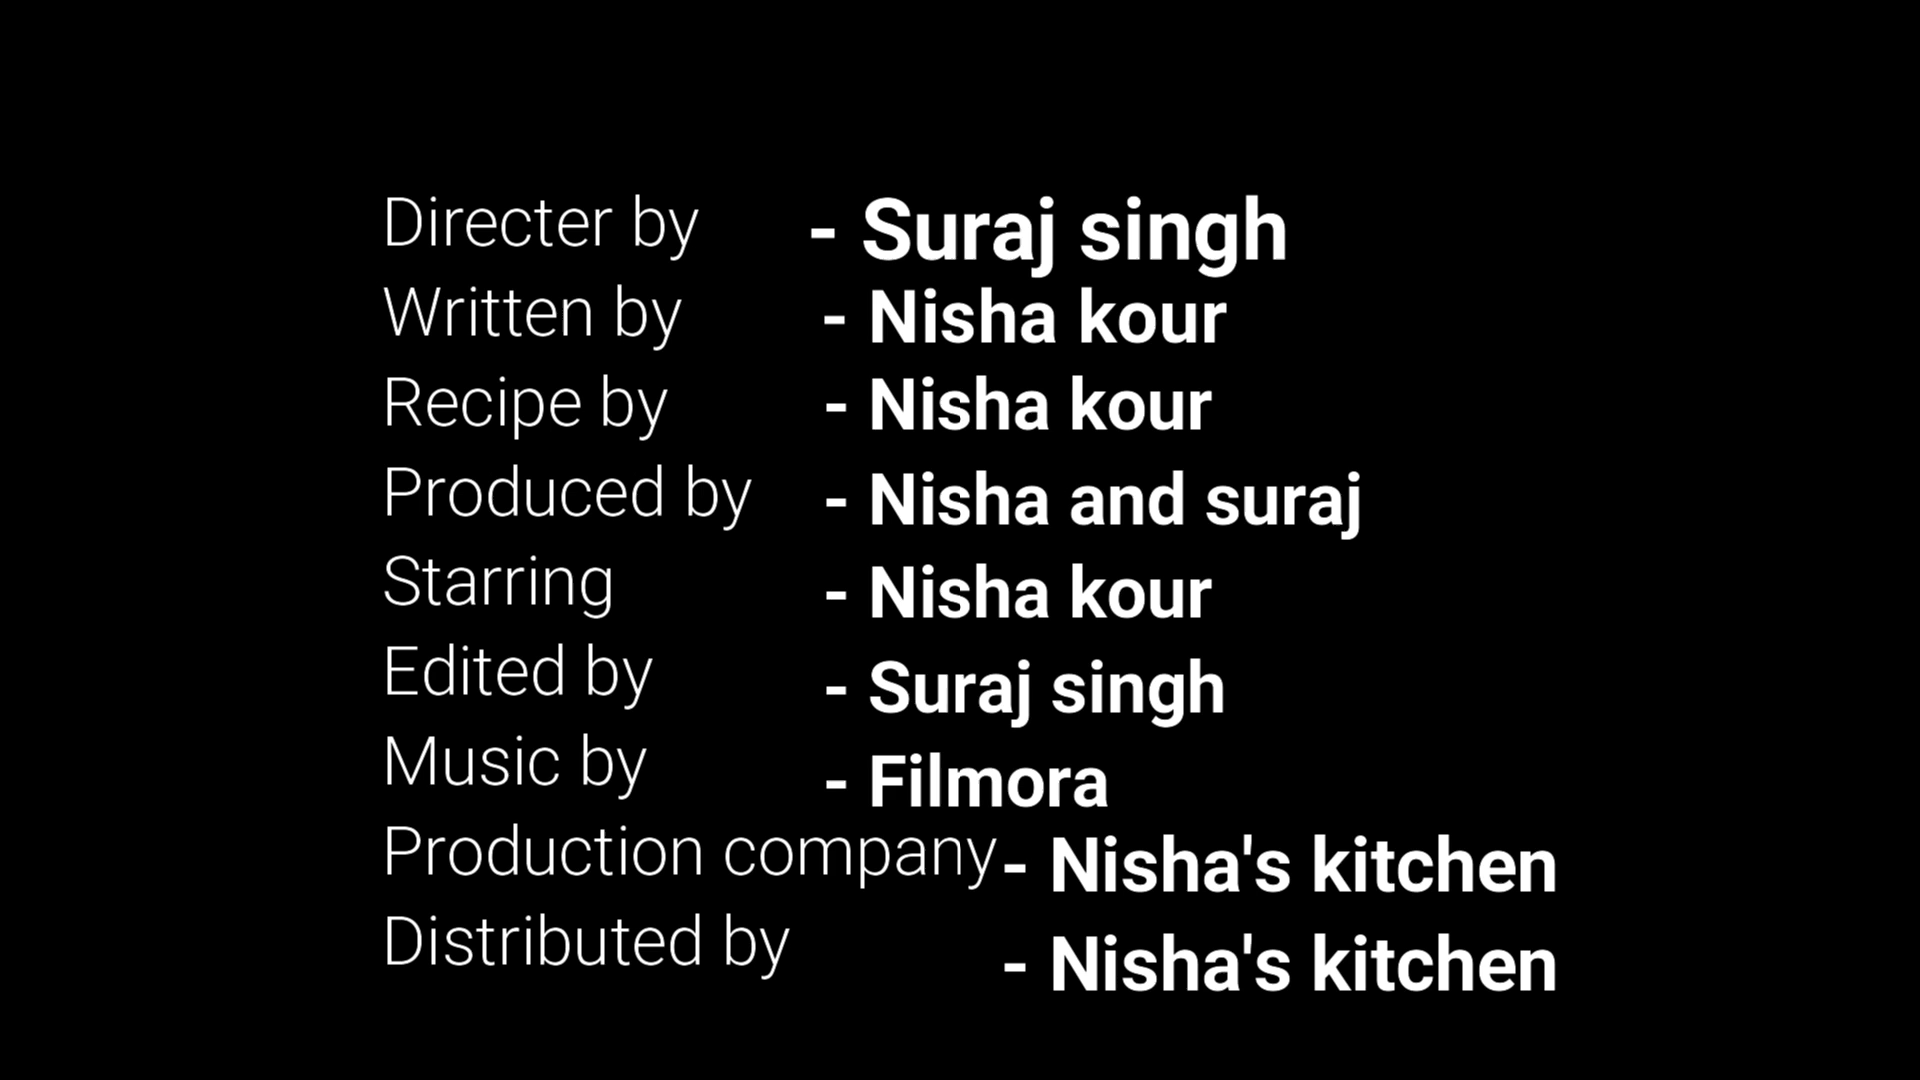 Directer by - Suraj singh
Written by - Nisha kour
Recipe by - Nisha kour
Produced by - Nisha and suraj
Starring - Nisha kour
Edited by - Suraj singh
Music by - Filmora
Production company - Nisha's kitchen
Distributed by - Nisha's kitchen